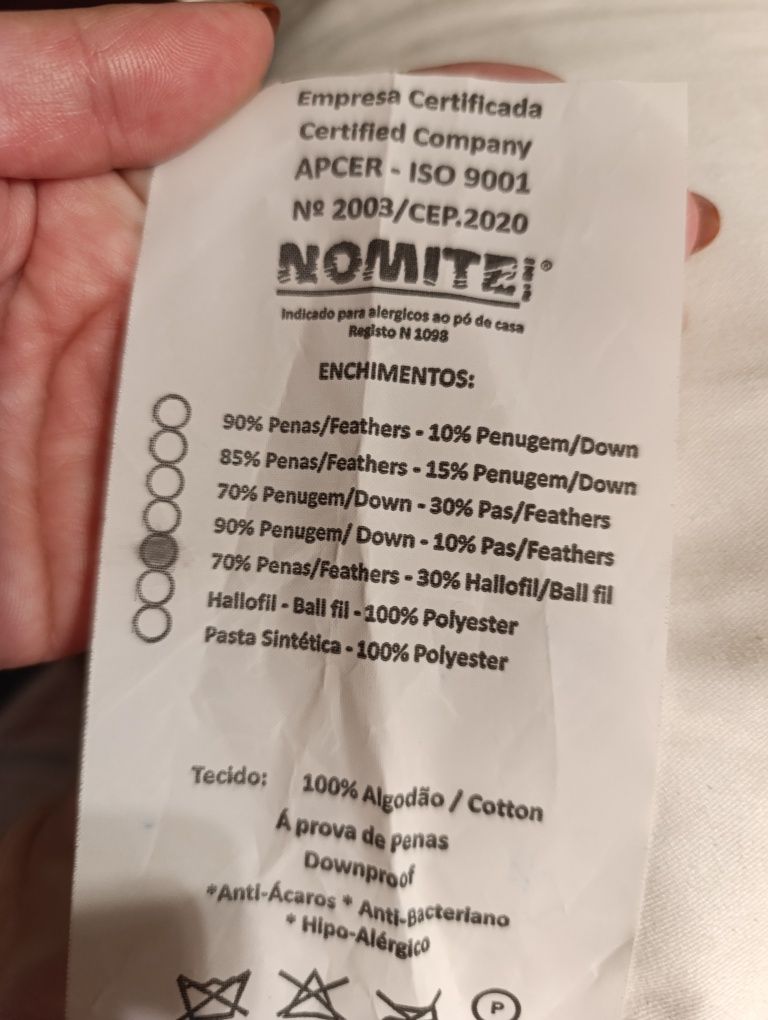 Empresa Certificada
Certified Company
APCER - ISO 9001
Nº 2003/CEP.2020
NOMITE®
Indicado para alergicos ao pó de casa
Registo N 1098
ENCHIMENTOS:
90% Penas/Feathers - 10% Penugem/Down
85% Penas/Feathers - 15% Penugem/Down
70% Penugem/Down - 30% Pas/Feathers
90% Penugem/ Down - 10% Pas/Feathers
70% Penas/Feathers - 30% Hallofil/Ball fil
Hallofil - Ball fil - 100% Polyester
Pasta Sintética - 100% Polyester
Tecido: 100% Algodão / Cotton
Á prova de penas
Downproof
*Anti-Ácaros * Anti-Bacteriano
* Hipo-Alérgico
P